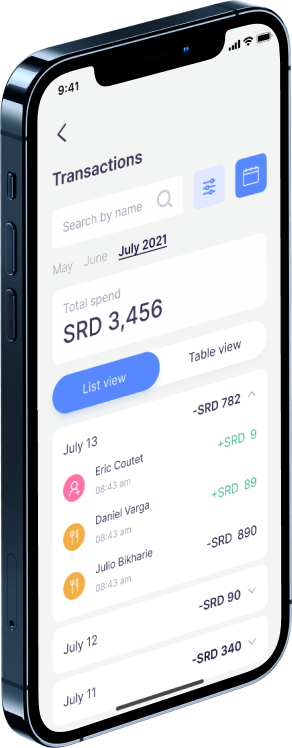 9:41
Transactions
Search by name
May June July 2021
Total spend
SRD 3,456
List view Table view
July 13 -SRD 782
Eric Coutet +SRD 9
08:43 am
Daniel Varga +SRD 89
08:43 am
Julio Bikharie -SRD 890
08:43 am
July 12 -SRD 90
July 11 -SRD 340